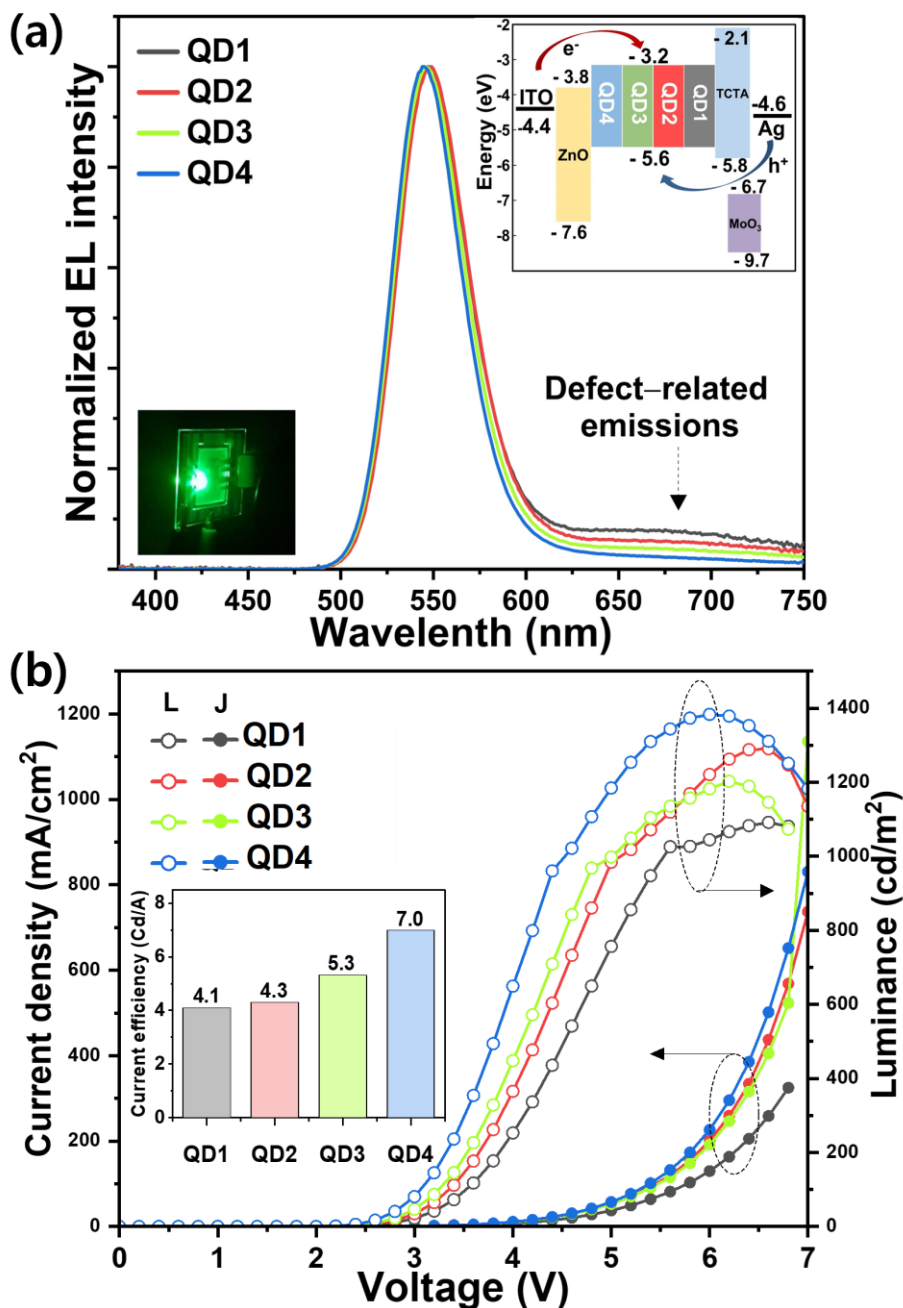 (a)
QD1
QD2
QD3
QD4
Normalized EL intensity
Wavelenth (nm)
400 450 500 550 600 650 700 750
Defect–related
emissions
Energy (eV)
-2
-3
-4
-5
-6
-7
-8
e-
ITO
-4.4
- 3.8
ZnO
- 7.6
QD4
QD3
QD2
QD1
- 3.2
- 5.6
- 2.1
TCTA
- 5.8
-4.6
Ag
h+
- 6.7
MoO3
- 9.7
(b)
L J
QD1
QD2
QD3
QD4
Current density (mA/cm2)
1200
1000
800
600
400
200
0
Luminance (cd/m2)
1400
1200
1000
800
600
400
200
0
Voltage (V)
0 1 2 3 4 5 6 7
Current efficiency (Cd/A)
8
6
4
2
0
4.1
4.3
5.3
7.0
QD1 QD2 QD3 QD4